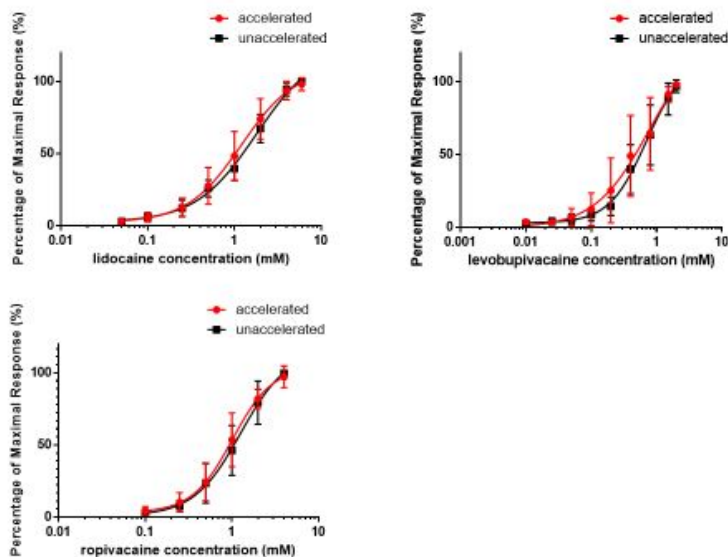 accelerated
unaccelerated
Percentage of Maximal Response (%)
100
50
0
0.01
0.1
1
10
lidocaine concentration (mM)
accelerated
unaccelerated
Percentage of Maximal Response (%)
100
50
0
0.001
0.01
0.1
1
10
levobupivacaine concentration (mM)
accelerated
unaccelerated
Percentage of Maximal Response (%)
100
50
0
0.01
0.1
1
10
ropivacaine concentration (mM)